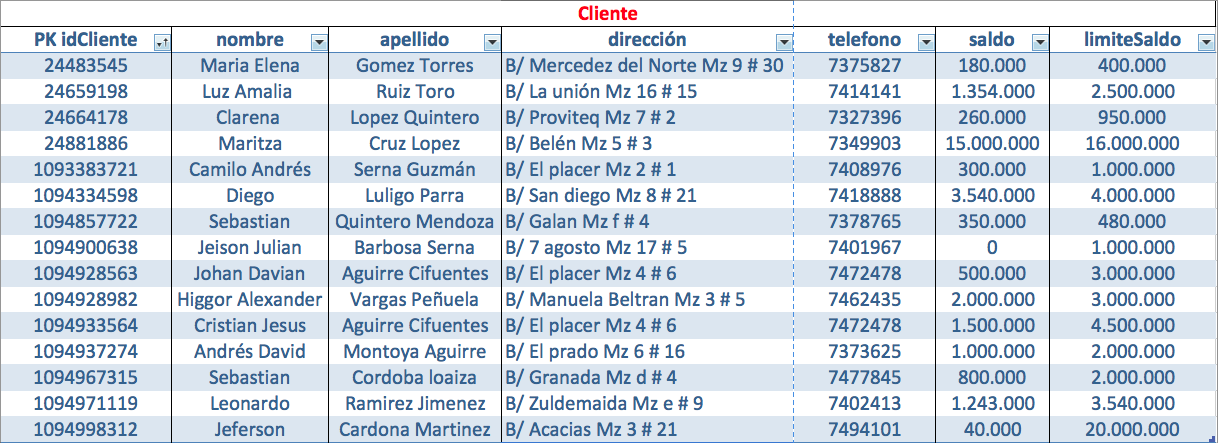 Cliente
PK idCliente nombre apellido dirección telefono saldo limiteSaldo
24483545 Maria Elena Gomez Torres B/ Mercedez del Norte Mz 9 # 30 7375827 180.000 400.000
24659198 Luz Amalia Ruiz Toro B/ La unión Mz 16 # 15 7414141 1.354.000 2.500.000
24664178 Clarena Lopez Quintero B/ Proviteq Mz 7 # 2 7327396 260.000 950.000
24881886 Maritza Cruz Lopez B/ Belén Mz 5 # 3 7349903 15.000.000 16.000.000
1093383721 Camilo Andrés Serna Guzmán B/ El placer Mz 2 # 1 7408976 300.000 1.000.000
1094334598 Diego Luligo Parra B/ San diego Mz 8 # 21 7418888 3.540.000 4.000.000
1094857722 Sebastian Quintero Mendoza B/ Galan Mz f # 4 7378765 350.000 480.000
1094900638 Jeison Julian Barbosa Serna B/ 7 agosto Mz 17 # 5 7401967 0 1.000.000
1094928563 Johan Davian Aguirre Cifuentes B/ El placer Mz 4 # 6 7472478 500.000 3.000.000
1094928982 Higgor Alexander Vargas Peñuela B/ Manuela Beltran Mz 3 # 5 7462435 2.000.000 3.000.000
1094933564 Cristian Jesus Aguirre Cifuentes B/ El placer Mz 4 # 6 7472478 1.500.000 4.500.000
1094937274 Andrés David Montoya Aguirre B/ El prado Mz 6 # 16 7373625 1.000.000 2.000.000
1094967315 Sebastian Cordoba loaiza B/ Granada Mz d # 4 7477845 800.000 2.000.000
1094971119 Leonardo Ramirez Jimenez B/ Zuldemaida Mz e # 9 7402413 1.243.000 3.540.000
1094998312 Jeferson Cardona Martinez B/ Acacias Mz 3 # 21 7494101 40.000 20.000.000